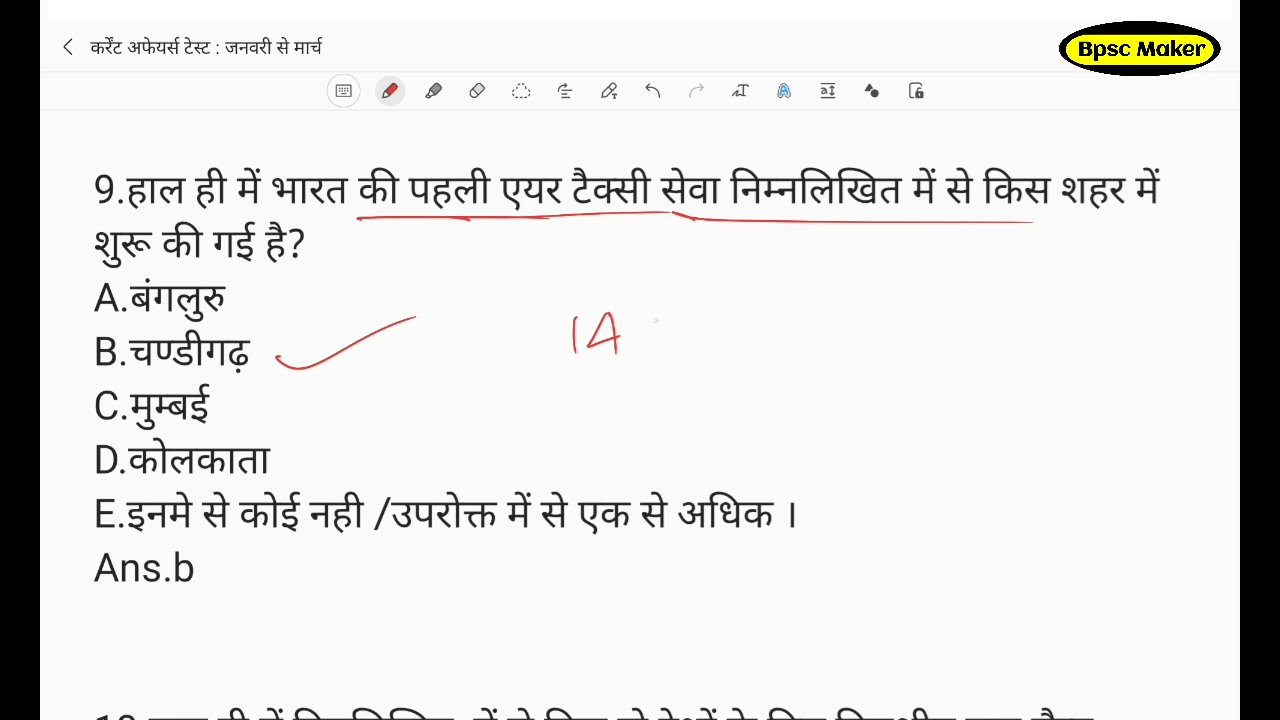 करेंट अफेयर्स टेस्ट : जनवरी से मार्च
Bpsc Maker
9.हाल ही में भारत की पहली एयर टैक्सी सेवा निम्नलिखित में से किस शहर में
शुरू की गई है?
A.बंगलुरु
B.चण्डीगढ़
14
C.मुम्बई
D.कोलकाता
E.इनमे से कोई नही /उपरोक्त में से एक से अधिक ।
Ans.b